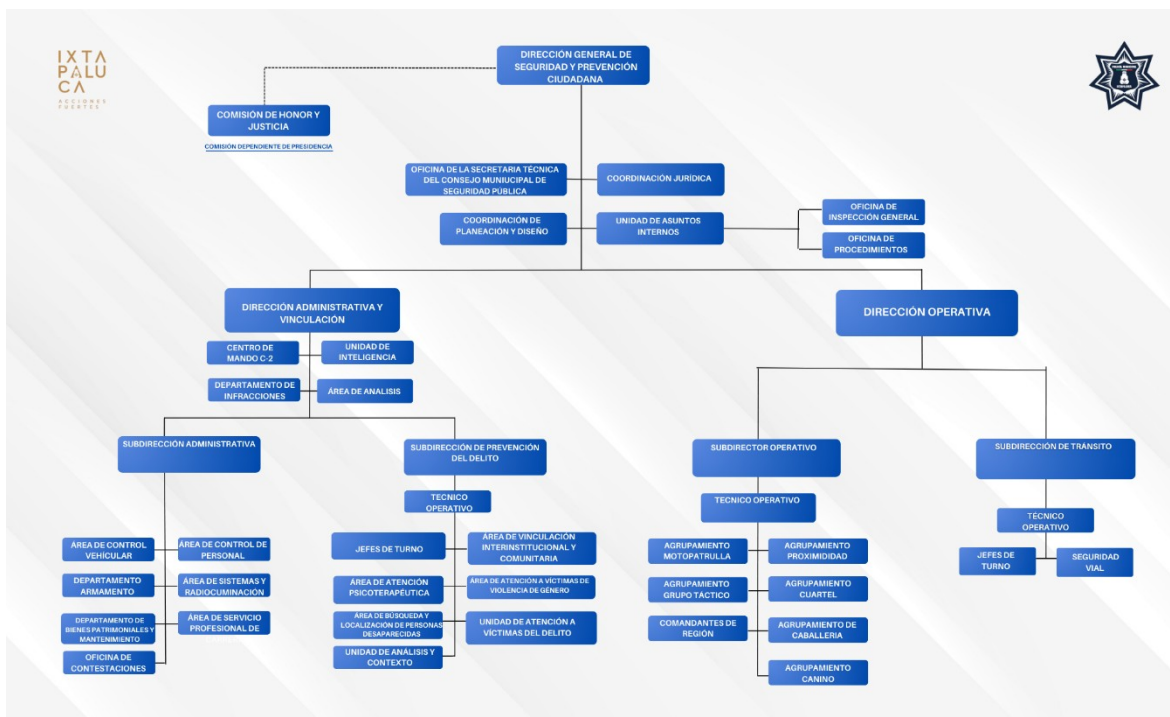 IXTA
PALU
CA
ACCIONES
FUERTES
DIRECCIÓN GENERAL DE
SEGURIDAD Y PREVENCIÓN
CIUDADANA
COMISIÓN DE HONOR Y
JUSTICIA
COMISIÓN DEPENDIENTE DE PRESIDENCIA
OFICINA DE LA SECRETARIA TÉCNICA
DEL CONSEJO MUNIUCIPAL DE
SEGURIDAD PÚBLICA
COORDINACIÓN JURÍDICA
COORDINACIÓN DE
PLANEACIÓN Y DISEÑO
UNIDAD DE ASUNTOS
INTERNOS
OFICINA DE
INSPECCIÓN GENERAL
OFICINA DE
PROCEDIMIENTOS
DIRECCIÓN ADMINISTRATIVA Y
VINCULACIÓN
DIRECCIÓN OPERATIVA
CENTRO DE
MANDO C-2
UNIDAD DE
INTELIGENCIA
DEPARTAMENTO DE
INFRACCIONES
ÁREA DE ANALISIS
SUBDIRECCIÓN ADMINISTRATIVA
SUBDIRECCIÓN DE PREVENCIÓN
DEL DELITO
SUBDIRECTOR OPERATIVO
SUBDIRECCIÓN DE TRÁNSITO
ÁREA DE CONTROL
VEHICULAR
ÁREA DE CONTROL DE
PERSONAL
DEPARTAMENTO
ARMAMENTO
ÁREA DE SISTEMAS Y
RADIOCUMINACIÓN
DEPARTAMENTO DE
BIENES PATRIMONIALES Y
MANTENIMIENTO
ÁREA DE SERVICIO
PROFESIONAL DE
OFICINA DE
CONTESTACIONES
TECNICO
OPERATIVO
JEFES DE TURNO
ÁREA DE VINCULACIÓN
INTERINSTITUCIONAL Y
COMUNITARIA
ÁREA DE ATENCIÓN
PSICOTERAPÉUTICA
ÁREA DE ATENCIÓN A VÍCTIMAS DE
VIOLENCIA DE GÉNERO
ÁREA DE BÚSQUEDA Y
LOCALIZACIÓN DE PERSONAS
DESAPARECIDAS
UNIDAD DE ATENCIÓN A
VÍCTIMAS DEL DELITO
UNIDAD DE ANÁLISIS Y
CONTEXTO
TECNICO OPERATIVO
AGRUPAMIENTO
MOTOPATRULLA
AGRUPAMIENTO
PROXIMIDIDAD
AGRUPAMIENTO
GRUPO TÁCTICO
AGRUPAMIENTO
CUARTEL
COMANDANTES DE
REGIÓN
AGRUPAMIENTO DE
CABALLERIA
AGRUPAMIENTO
CANINO
TÉCNICO
OPERATIVO
JEFES DE
TURNO
SEGURIDAD
VIAL